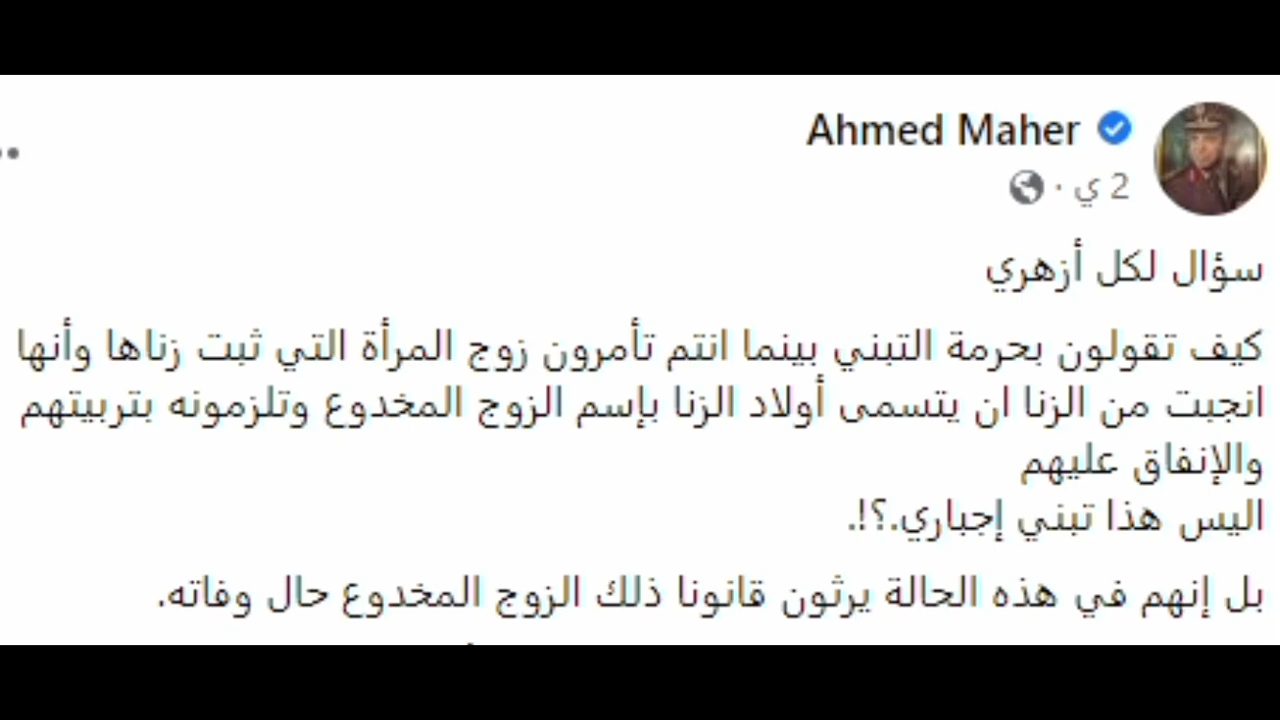 Ahmed Maher
2 ي ·
سؤال لكل أزهري
كيف تقولون بحرمة التبني بينما انتم تأمرون زوج المرأة التي ثبت زناها وأنها
انجبت من الزنا ان يتسمى أولاد الزنا بإسم الزوج المخدوع وتلزمونه بتربيتهم
والإنفاق عليهم
اليس هذا تبني إجباري.؟!.
بل إنهم في هذه الحالة يرثون قانونا ذلك الزوج المخدوع حال وفاته.